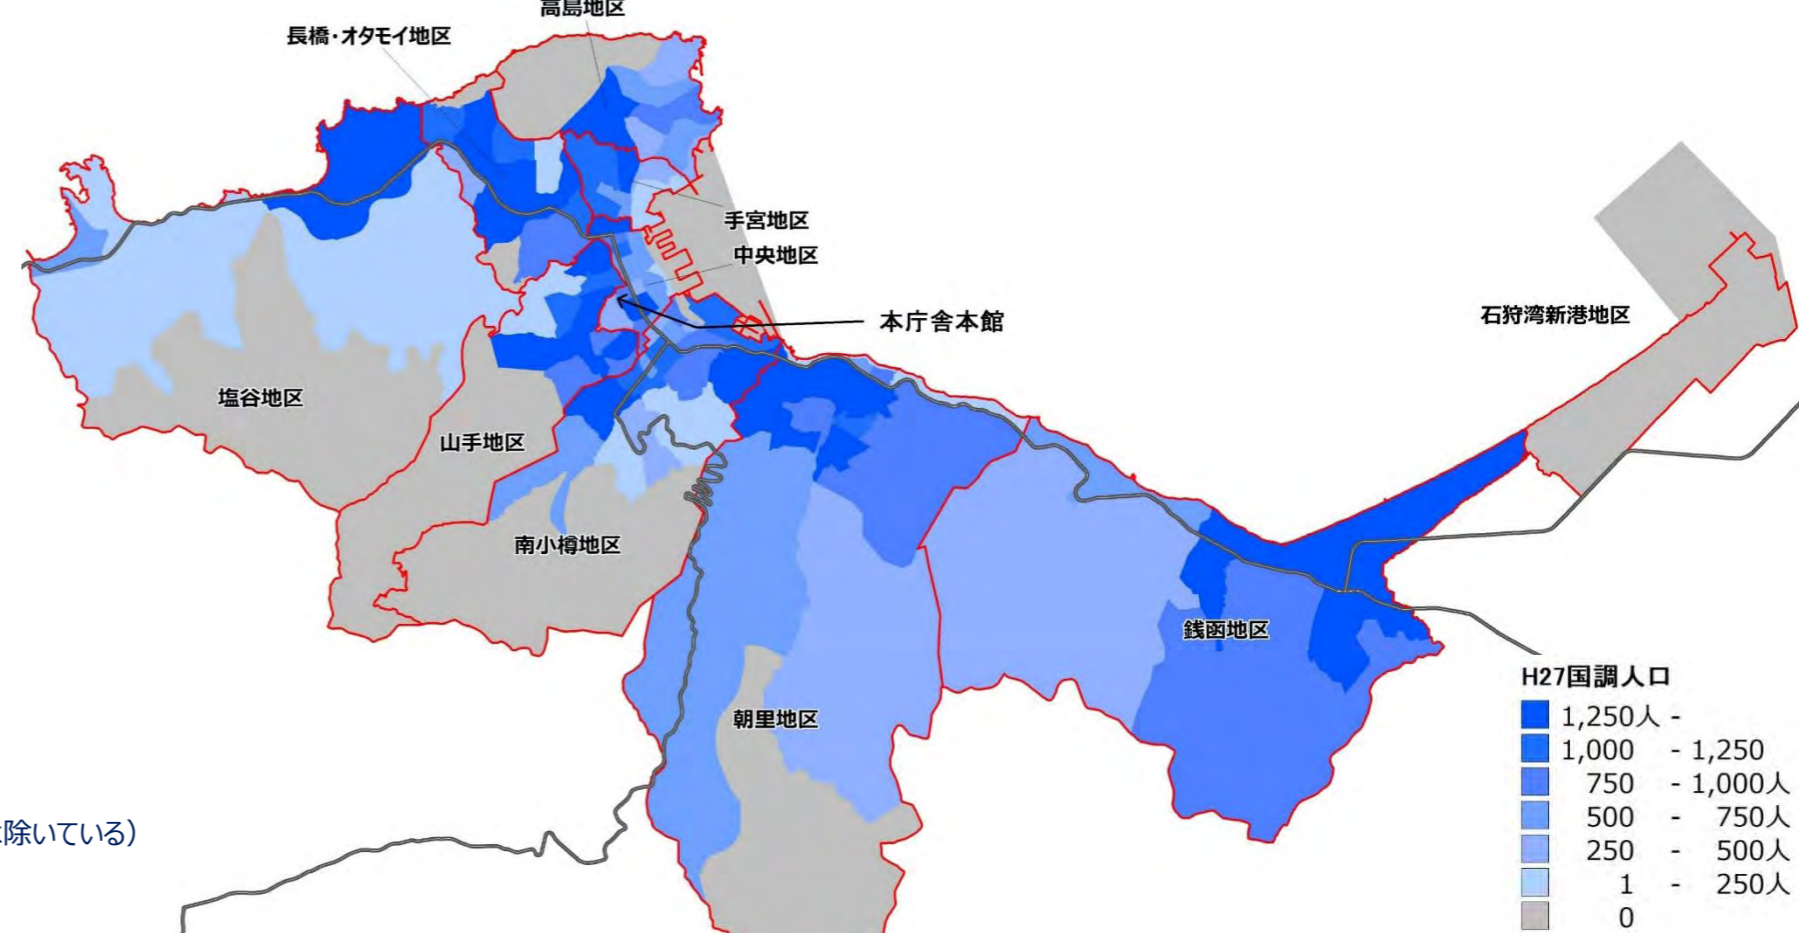 高島地区
長橋・オタモイ地区
手宮地区
中央地区
本庁舎本館
石狩湾新港地区
塩谷地区
山手地区
南小樽地区
銭函地区
朝里地区
H27国調人口
1,250人 -
1,000 - 1,250
750 - 1,000人
500 - 750人
250 - 500人
1 - 250人
0
除いている）